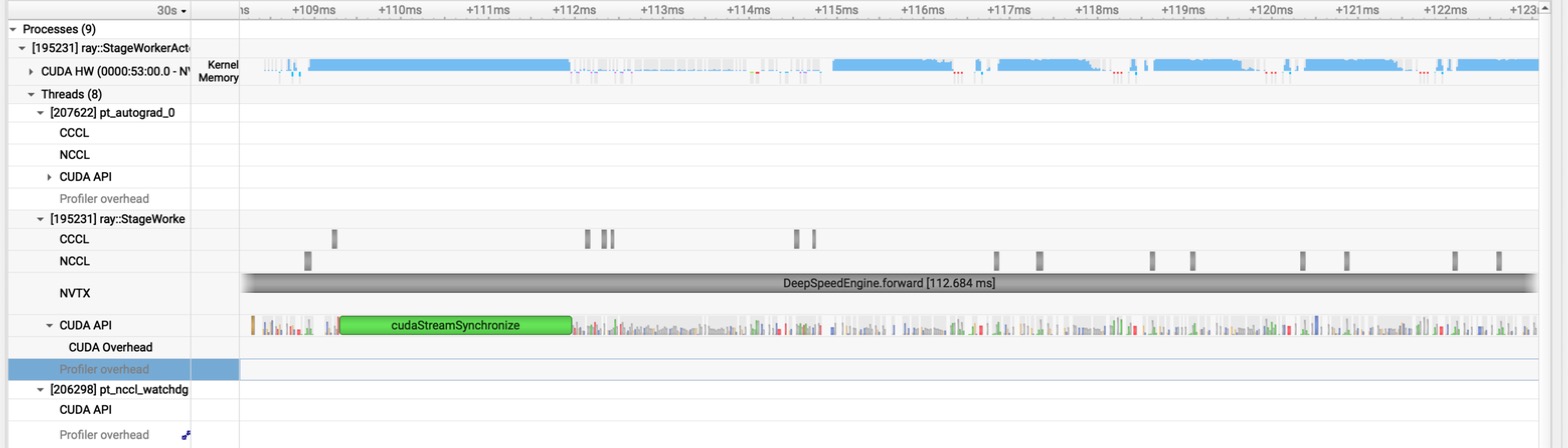 30s ns +109ms +110ms +111ms +112ms +113ms +114ms +115ms +116ms +117ms +118ms +119ms +120ms +121ms +122ms
Processes (9)
[195231] ray::StageWorkerAct
CUDA HW (0000:53:00.0 - N
Kernel
Memory
Threads (8)
[207622] pt_autograd_0
CCCL
NCCL
CUDA API
Profiler overhead
[195231] ray::StageWorke
CCCL
NCCL
NVTX DeepSpeedEngine.forward [112.684 ms]
CUDA API cudaStreamSynchronize
CUDA Overhead
Profiler overhead
[206298] pt_nccl_watchdg
CUDA API
Profiler overhead